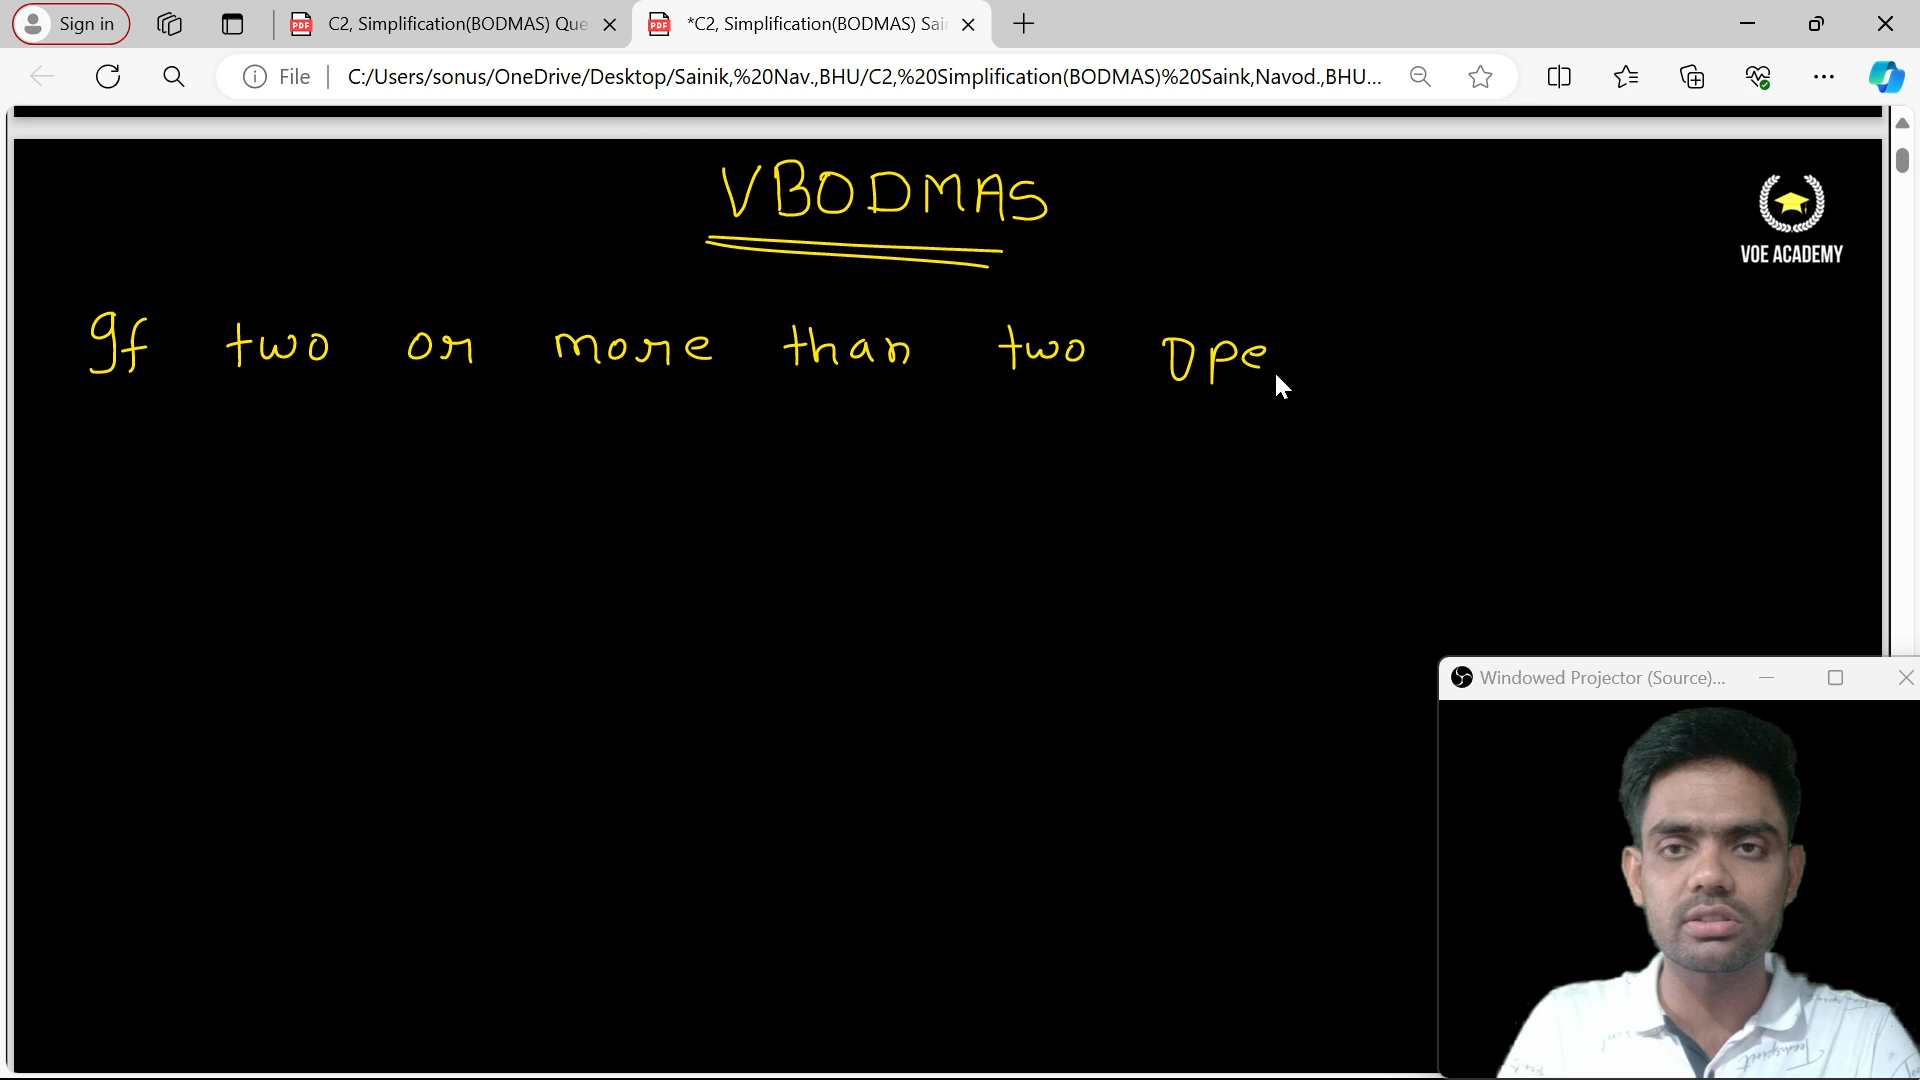 Sign in
C2, Simplification(BODMAS) Que
*C2, Simplification(BODMAS) Sai
File
C:/Users/sonus/OneDrive/Desktop/Sainik,%20Nav.,BHU/C2,%20Simplification(BODMAS)%20Saink,Navod.,BHU...
VBODMAS
VOE ACADEMY
If two or more than two Ope
Windowed Projector (Source)...